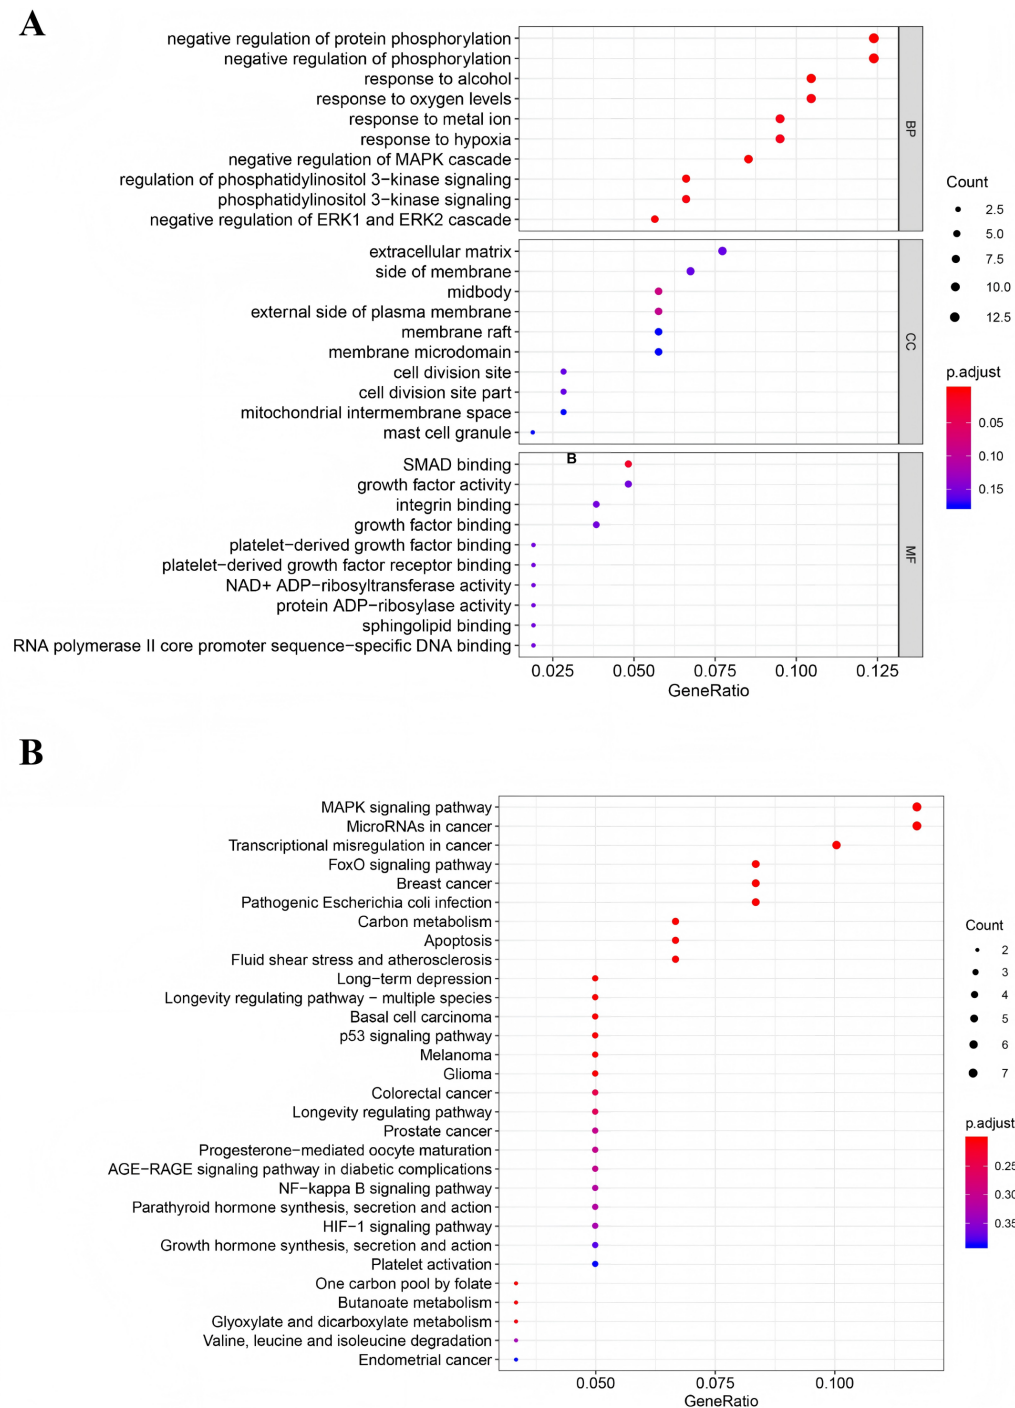 A
negative regulation of protein phosphorylation
negative regulation of phosphorylation
response to alcohol
response to oxygen levels
response to metal ion
response to hypoxia
negative regulation of MAPK cascade
regulation of phosphatidylinositol 3−kinase signaling
phosphatidylinositol 3−kinase signaling
negative regulation of ERK1 and ERK2 cascade
BP
extracellular matrix
side of membrane
midbody
external side of plasma membrane
membrane raft
membrane microdomain
cell division site
cell division site part
mitochondrial intermembrane space
mast cell granule
CC
B
SMAD binding
growth factor activity
integrin binding
growth factor binding
platelet−derived growth factor binding
platelet−derived growth factor receptor binding
NAD+ ADP−ribosyltransferase activity
protein ADP−ribosylase activity
sphingolipid binding
RNA polymerase II core promoter sequence−specific DNA binding
MF
0.025 0.050 0.075 0.100 0.125
GeneRatio
Count
2.5
5.0
7.5
10.0
12.5
p.adjust
0.05
0.10
0.15
B
MAPK signaling pathway
MicroRNAs in cancer
Transcriptional misregulation in cancer
FoxO signaling pathway
Breast cancer
Pathogenic Escherichia coli infection
Carbon metabolism
Apoptosis
Fluid shear stress and atherosclerosis
Long−term depression
Longevity regulating pathway − multiple species
Basal cell carcinoma
p53 signaling pathway
Melanoma
Glioma
Colorectal cancer
Longevity regulating pathway
Prostate cancer
Progesterone−mediated oocyte maturation
AGE−RAGE signaling pathway in diabetic complications
NF−kappa B signaling pathway
Parathyroid hormone synthesis, secretion and action
HIF−1 signaling pathway
Growth hormone synthesis, secretion and action
Platelet activation
One carbon pool by folate
Butanoate metabolism
Glyoxylate and dicarboxylate metabolism
Valine, leucine and isoleucine degradation
Endometrial cancer
0.050 0.075 0.100
GeneRatio
Count
2
3
4
5
6
7
p.adjust
0.25
0.30
0.35